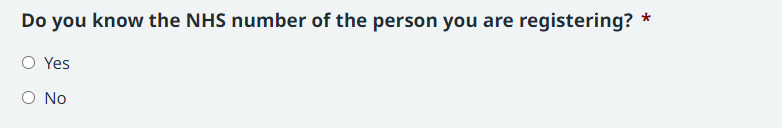 Do you know the NHS number of the person you are registering? *
Yes
No